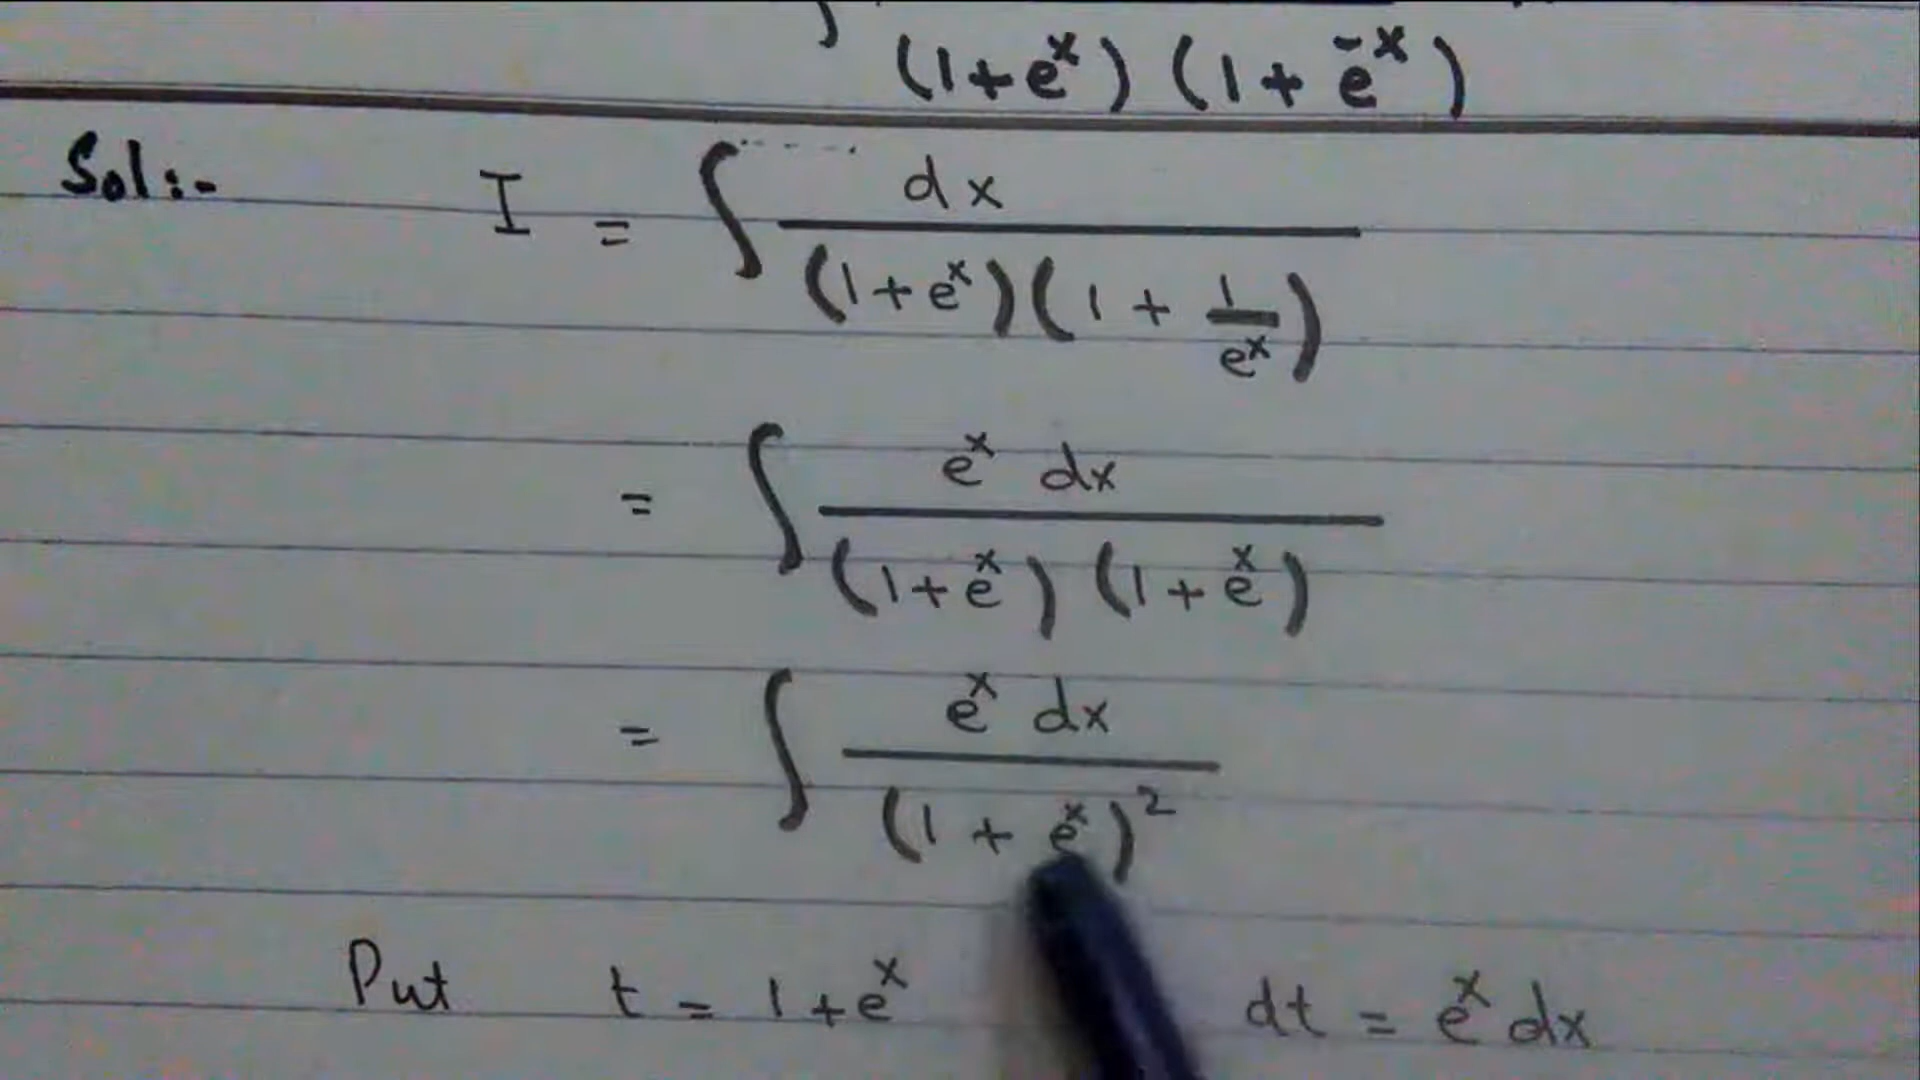 ∫ (1+e^x) (1+e^-x)
Sol:- I = ∫ dx / (1+e^x)(1 + 1/e^x)
= ∫ e^x dx / (1+e^x) (1+e^x)
= ∫ e^x dx / (1 + e^x)^2
Put t = 1+e^x dt = e^x dx